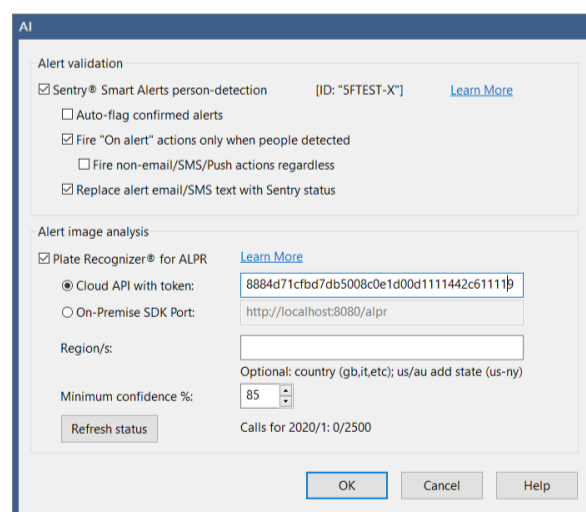 AI
Alert validation
Sentry® Smart Alerts person-detection [ID: "5FTEST-X"] Learn More
Auto-flag confirmed alerts
Fire "On alert" actions only when people detected
Fire non-email/SMS/Push actions regardless
Replace alert email/SMS text with Sentry status
Alert image analysis
Plate Recognizer® for ALPR Learn More
Cloud API with token: 8884d71cfbd7db5008c0e1d00d1111442c611119
On-Premise SDK Port: http://localhost:8080/alpr
Region/s:
Optional: country (gb,it,etc); us/au add state (us-ny)
Minimum confidence %: 85
Refresh status Calls for 2020/1: 0/2500
OK Cancel Help